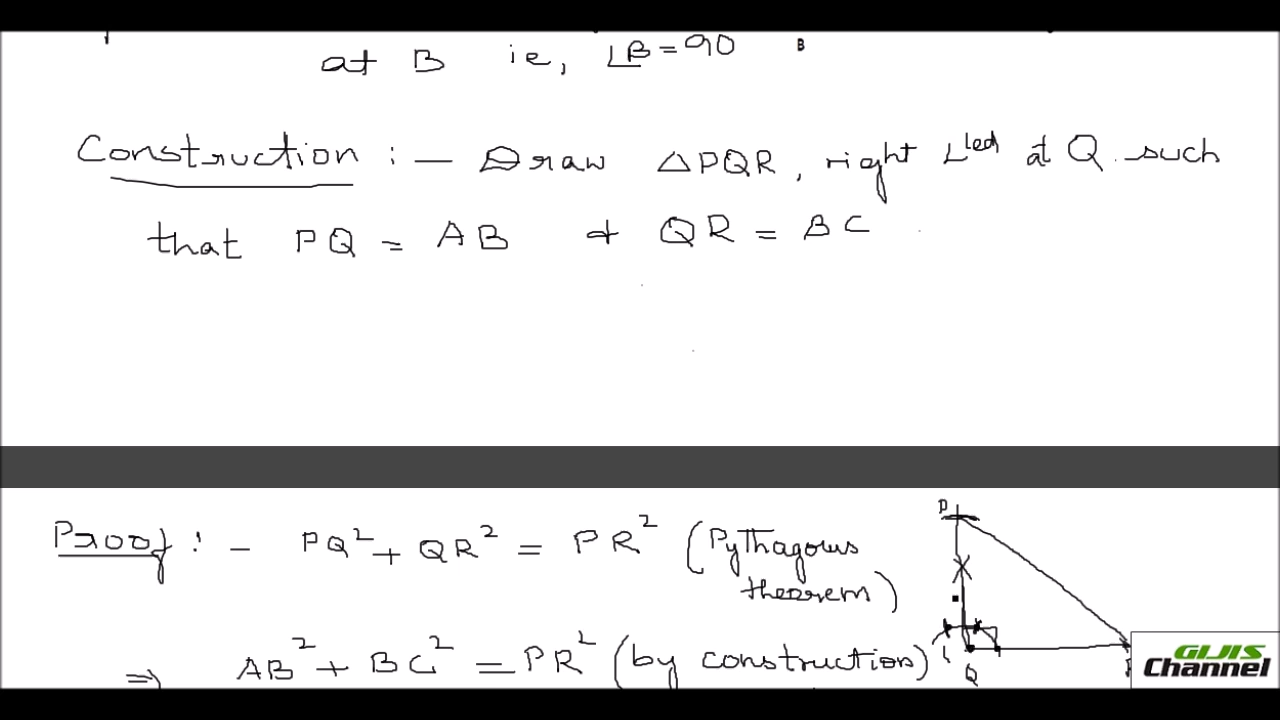 at B ie, ∠B = 90 B
Construction : — Draw △PQR, right ∠led at Q such
that PQ = AB & QR = BC
Proof : - PQ² + QR² = PR² (Pythagorus
theorem)
⇒ AB² + BC² = PR² (by construction)
P
Q
GIJIS
Channel